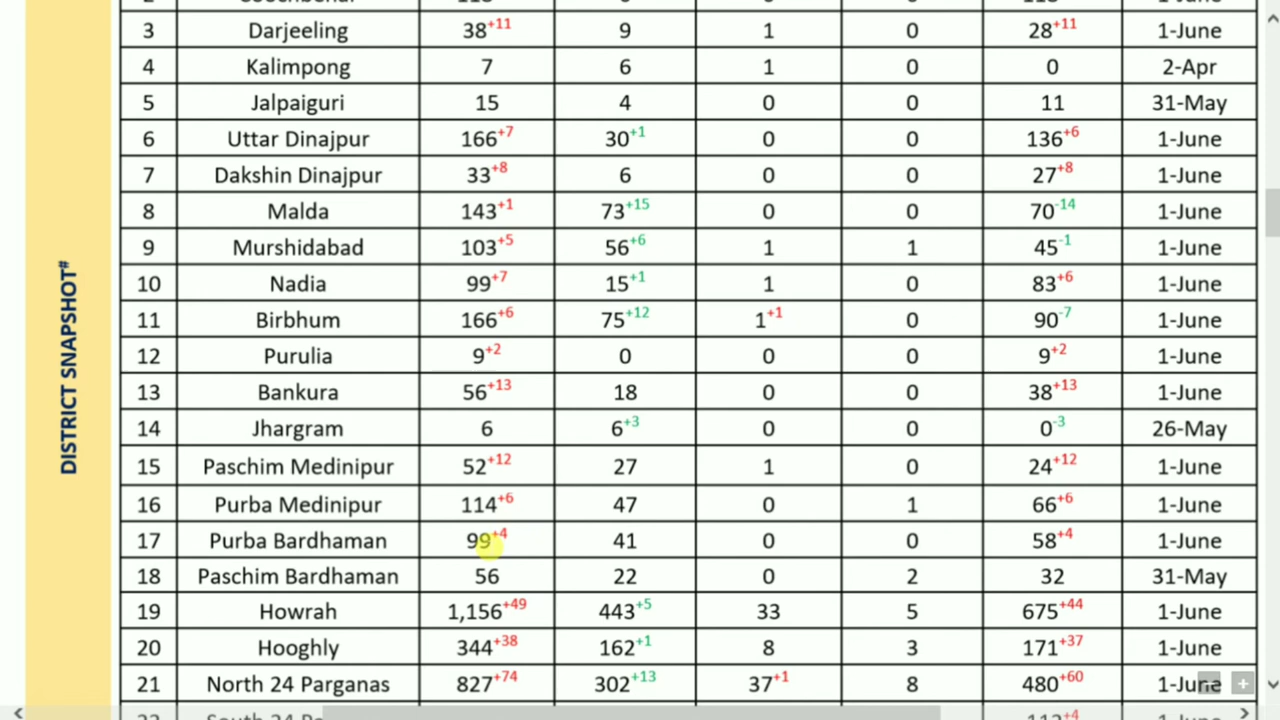 DISTRICT SNAPSHOT#
3 Darjeeling 38+11 9 1 0 28+11 1-June
4 Kalimpong 7 6 1 0 0 2-Apr
5 Jalpaiguri 15 4 0 0 11 31-May
6 Uttar Dinajpur 166+7 30+1 0 0 136+6 1-June
7 Dakshin Dinajpur 33+8 6 0 0 27+8 1-June
8 Malda 143+1 73+15 0 0 70-14 1-June
9 Murshidabad 103+5 56+6 1 1 45-1 1-June
10 Nadia 99+7 15+1 1 0 83+6 1-June
11 Birbhum 166+6 75+12 1+1 0 90-7 1-June
12 Purulia 9+2 0 0 0 9+2 1-June
13 Bankura 56+13 18 0 0 38+13 1-June
14 Jhargram 6 6+3 0 0 0-3 26-May
15 Paschim Medinipur 52+12 27 1 0 24+12 1-June
16 Purba Medinipur 114+6 47 0 1 66+6 1-June
17 Purba Bardhaman 99+4 41 0 0 58+4 1-June
18 Paschim Bardhaman 56 22 0 2 32 31-May
19 Howrah 1,156+49 443+5 33 5 675+44 1-June
20 Hooghly 344+38 162+1 8 3 171+37 1-June
21 North 24 Parganas 827+74 302+13 37+1 8 480+60 1-June